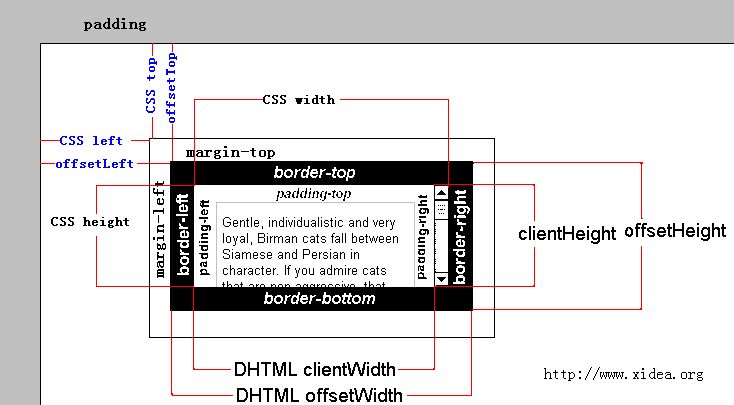 padding
CSS top
offsetTop
CSS width
CSS left
margin-top
offsetLeft
border-top
padding-top
margin-left
border-left
padding-left
CSS height
Gentle, individualistic and very
loyal, Birman cats fall between
Siamese and Persian in
character. If you admire cats
that are non aggressive, that
padding-right
border-right
clientHeight
offsetHeight
border-bottom
DHTML clientWidth
DHTML offsetWidth
http://www.xidea.org